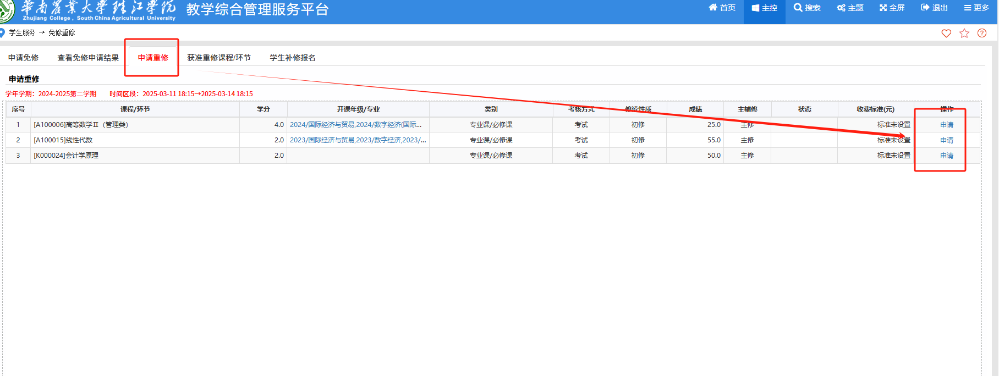 华南农业大学珠江学院 教学综合管理服务平台 首页 主控 搜索 主题 全屏 退出 更多
Zhujiang College, South China Agricultural University
学生服务 → 免修重修
申请免修 查看免修申请结果 申请重修 获准重修课程/环节 学生补修报名
申请重修
学年学期：2024-2025第二学期 时间区段：2025-03-11 18:15→2025-03-14 18:15
序号 课程/环节 学分 开课年级/专业 类别 考核方式 修读性质 成绩 主辅修 状态 收费标准(元) 操作
1 [A100006]高等数学Ⅱ（管理类） 4.0 2024/国际经济与贸易,2024/数字经济(国际... 专业课/必修课 考试 初修 25.0 主修 标准未设置 申请
2 [A100015]线性代数 2.0 2023/国际经济与贸易,2023/数字经济,2023/... 专业课/必修课 考试 初修 55.0 主修 标准未设置 申请
3 [K000024]会计学原理 2.0 专业课/必修课 考试 初修 50.0 主修 标准未设置 申请